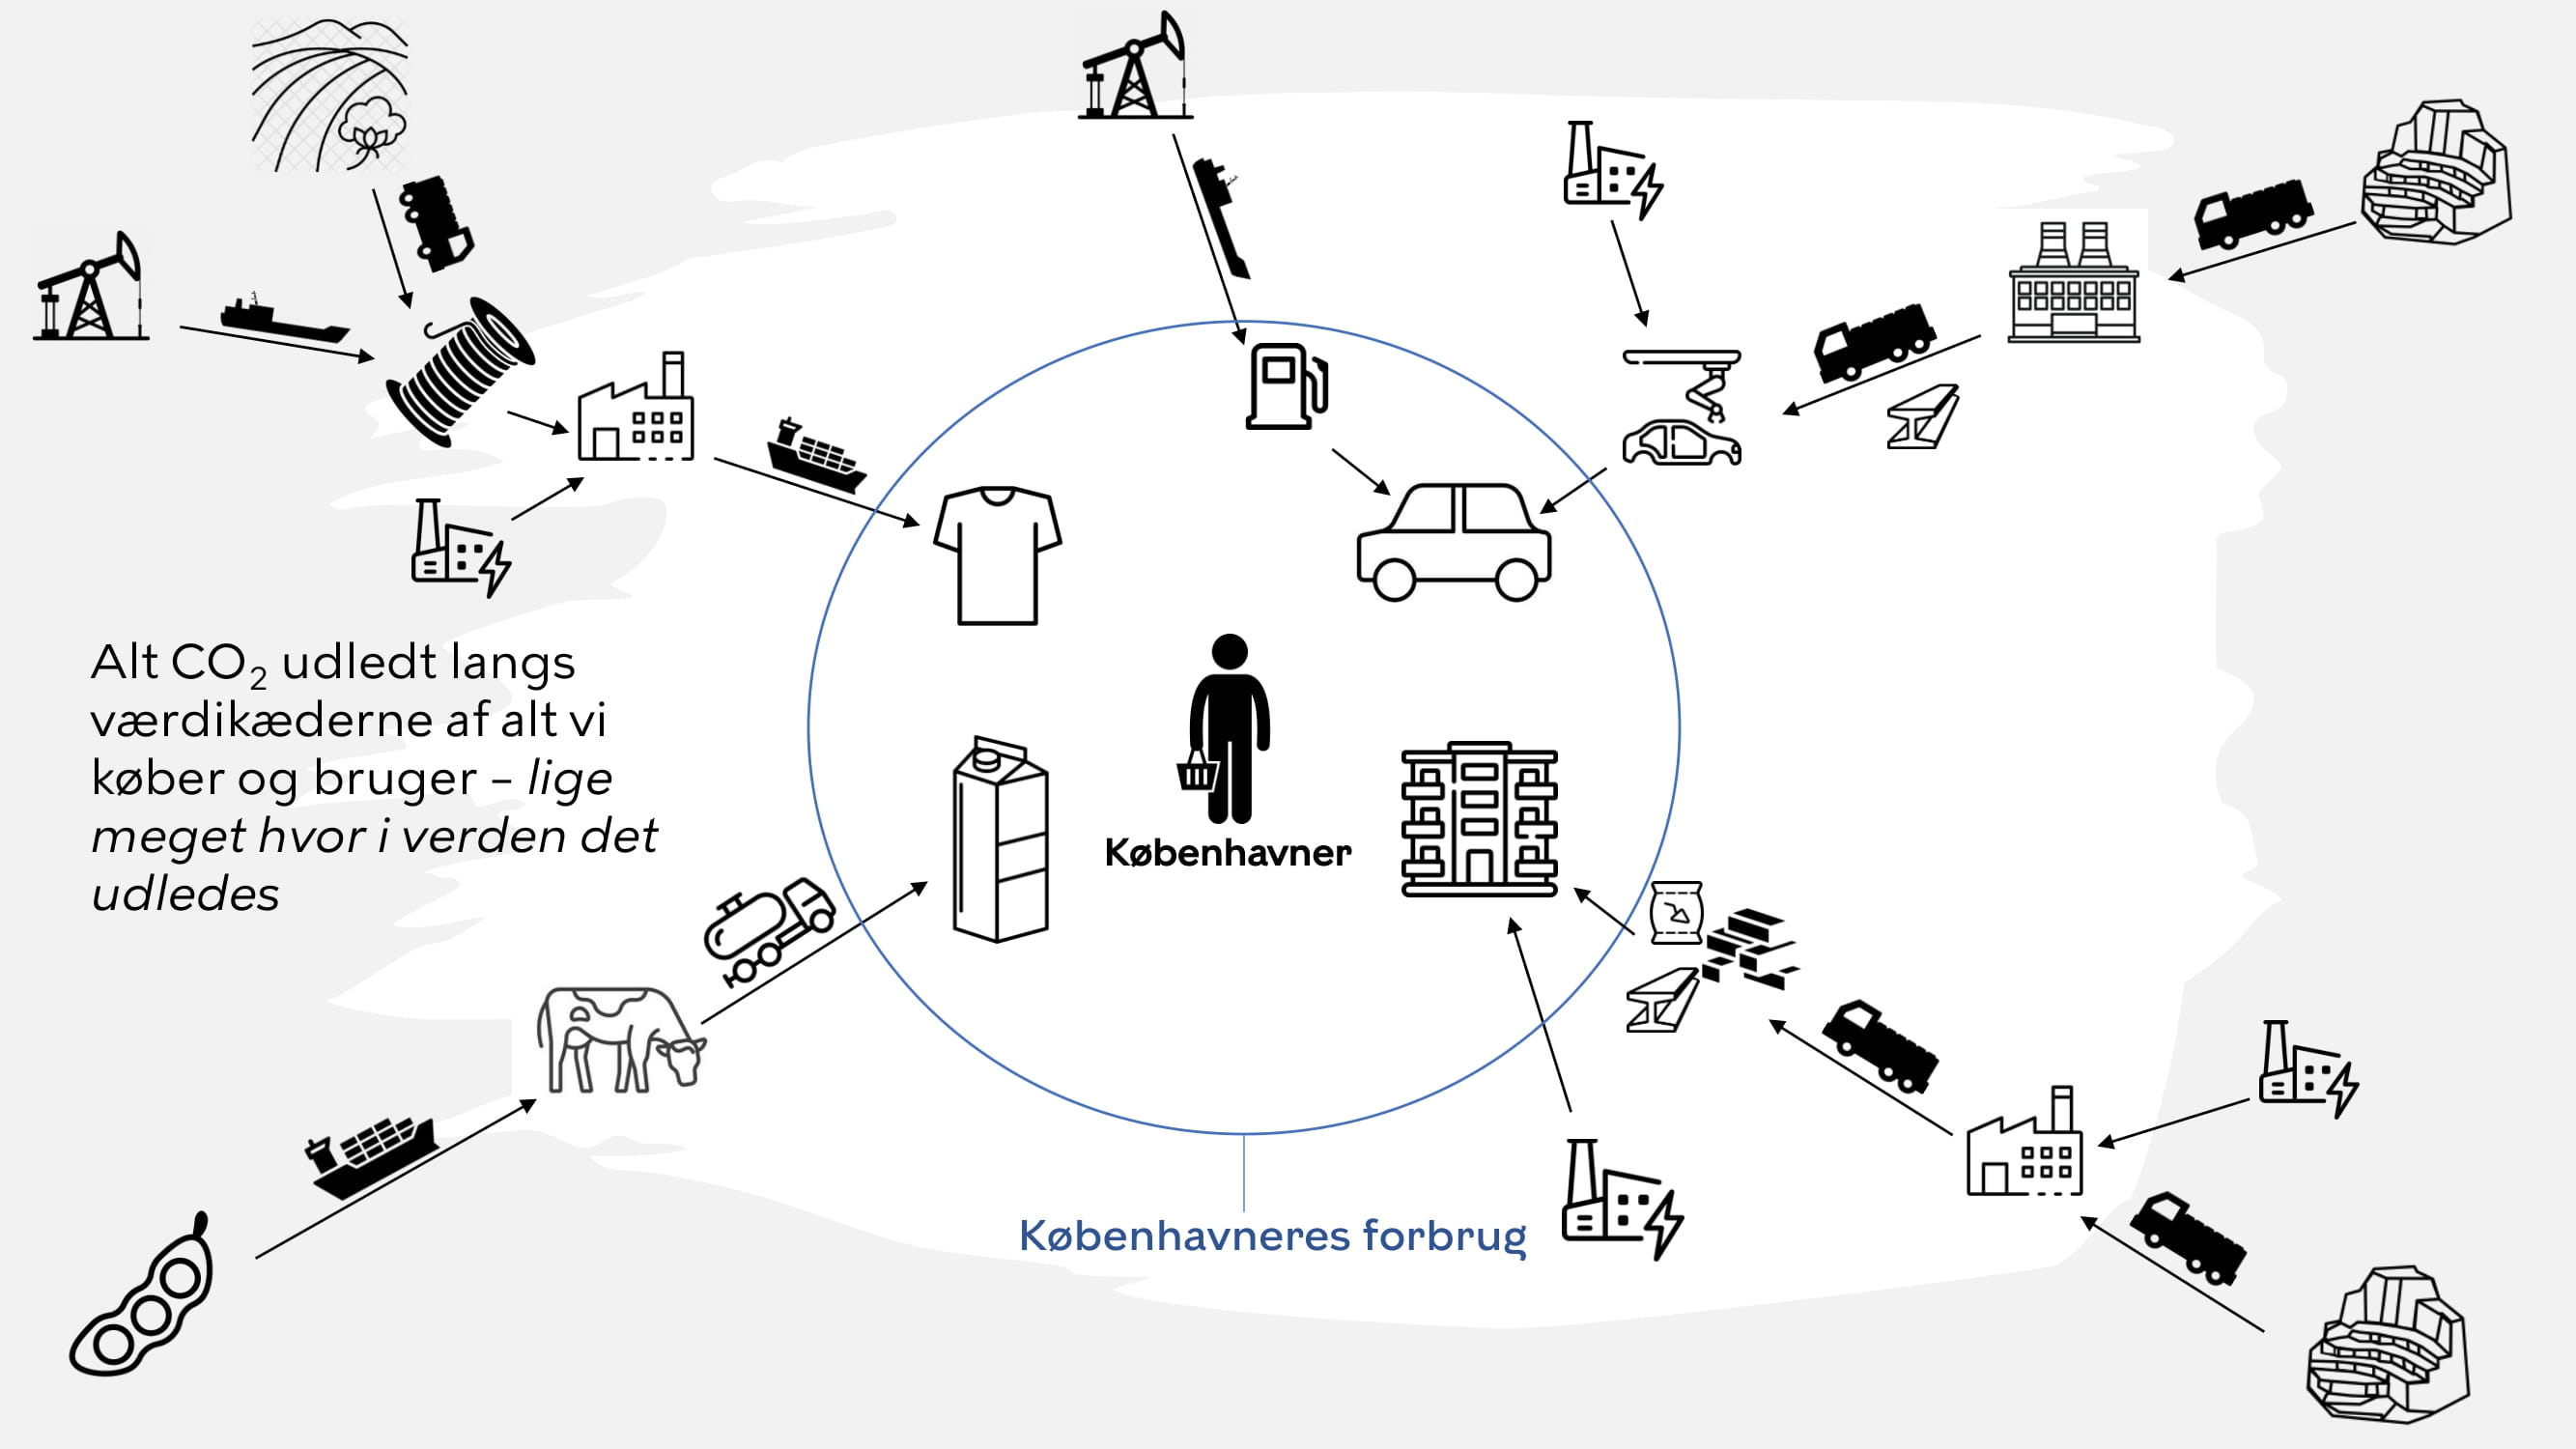 Alt CO₂ udledt langs
værdikæderne af alt vi
køber og bruger – lige
meget hvor i verden det
udledes
Københavner
Københavneres forbrug